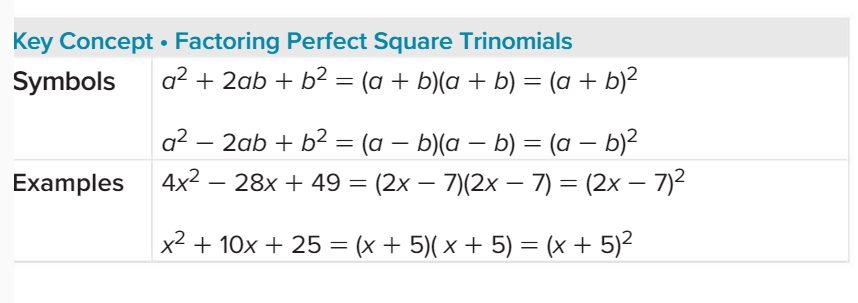 Key Concept • Factoring Perfect Square Trinomials
Symbols a² + 2ab + b² = (a + b)(a + b) = (a + b)²
a² − 2ab + b² = (a − b)(a − b) = (a − b)²
Examples 4x² − 28x + 49 = (2x − 7)(2x − 7) = (2x − 7)²
x² + 10x + 25 = (x + 5)( x + 5) = (x + 5)²